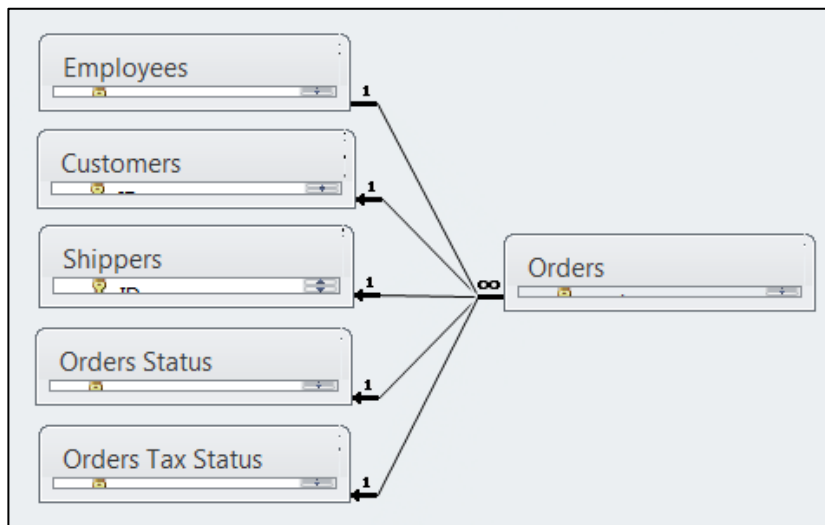 Employees
1
Customers
1
Shippers
1
∞
Orders
Orders Status
1
Orders Tax Status
1